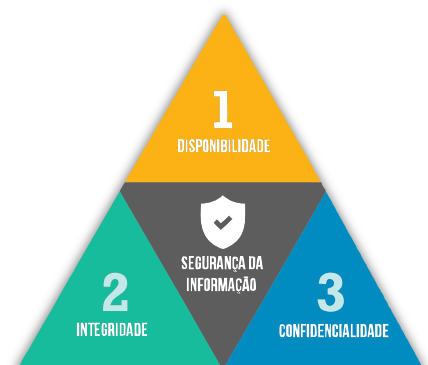 1
DISPONIBILIDADE
SEGURANÇA DA
INFORMAÇÃO
2
INTEGRIDADE
3
CONFIDENCIALIDADE